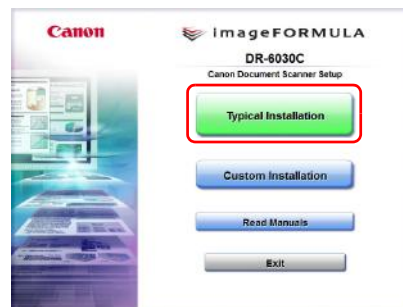 Canon
imageFORMULA
DR-6030C
Canon Document Scanner Setup
Typical Installation
Custom Installation
Read Manuals
Exit